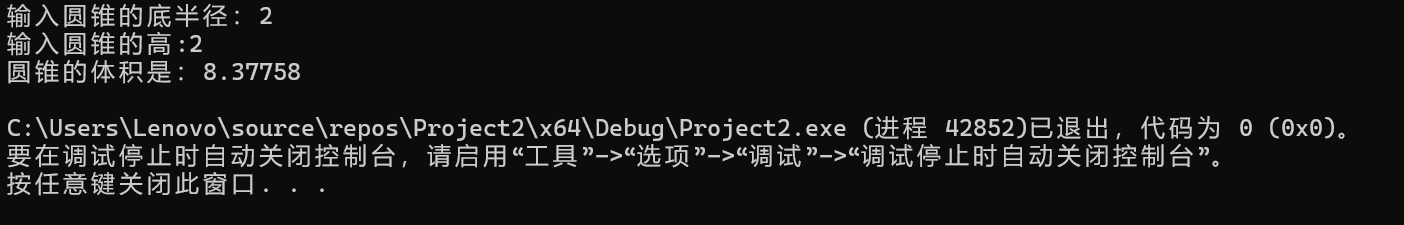 输入圆锥的底半径：2
输入圆锥的高:2
圆锥的体积是：8.37758
C:\Users\Lenovo\source\repos\Project2\x64\Debug\Project2.exe (进程 42852)已退出，代码为 0 (0x0)。
要在调试停止时自动关闭控制台，请启用“工具”->“选项”->“调试”->“调试停止时自动关闭控制台”。
按任意键关闭此窗口. . .